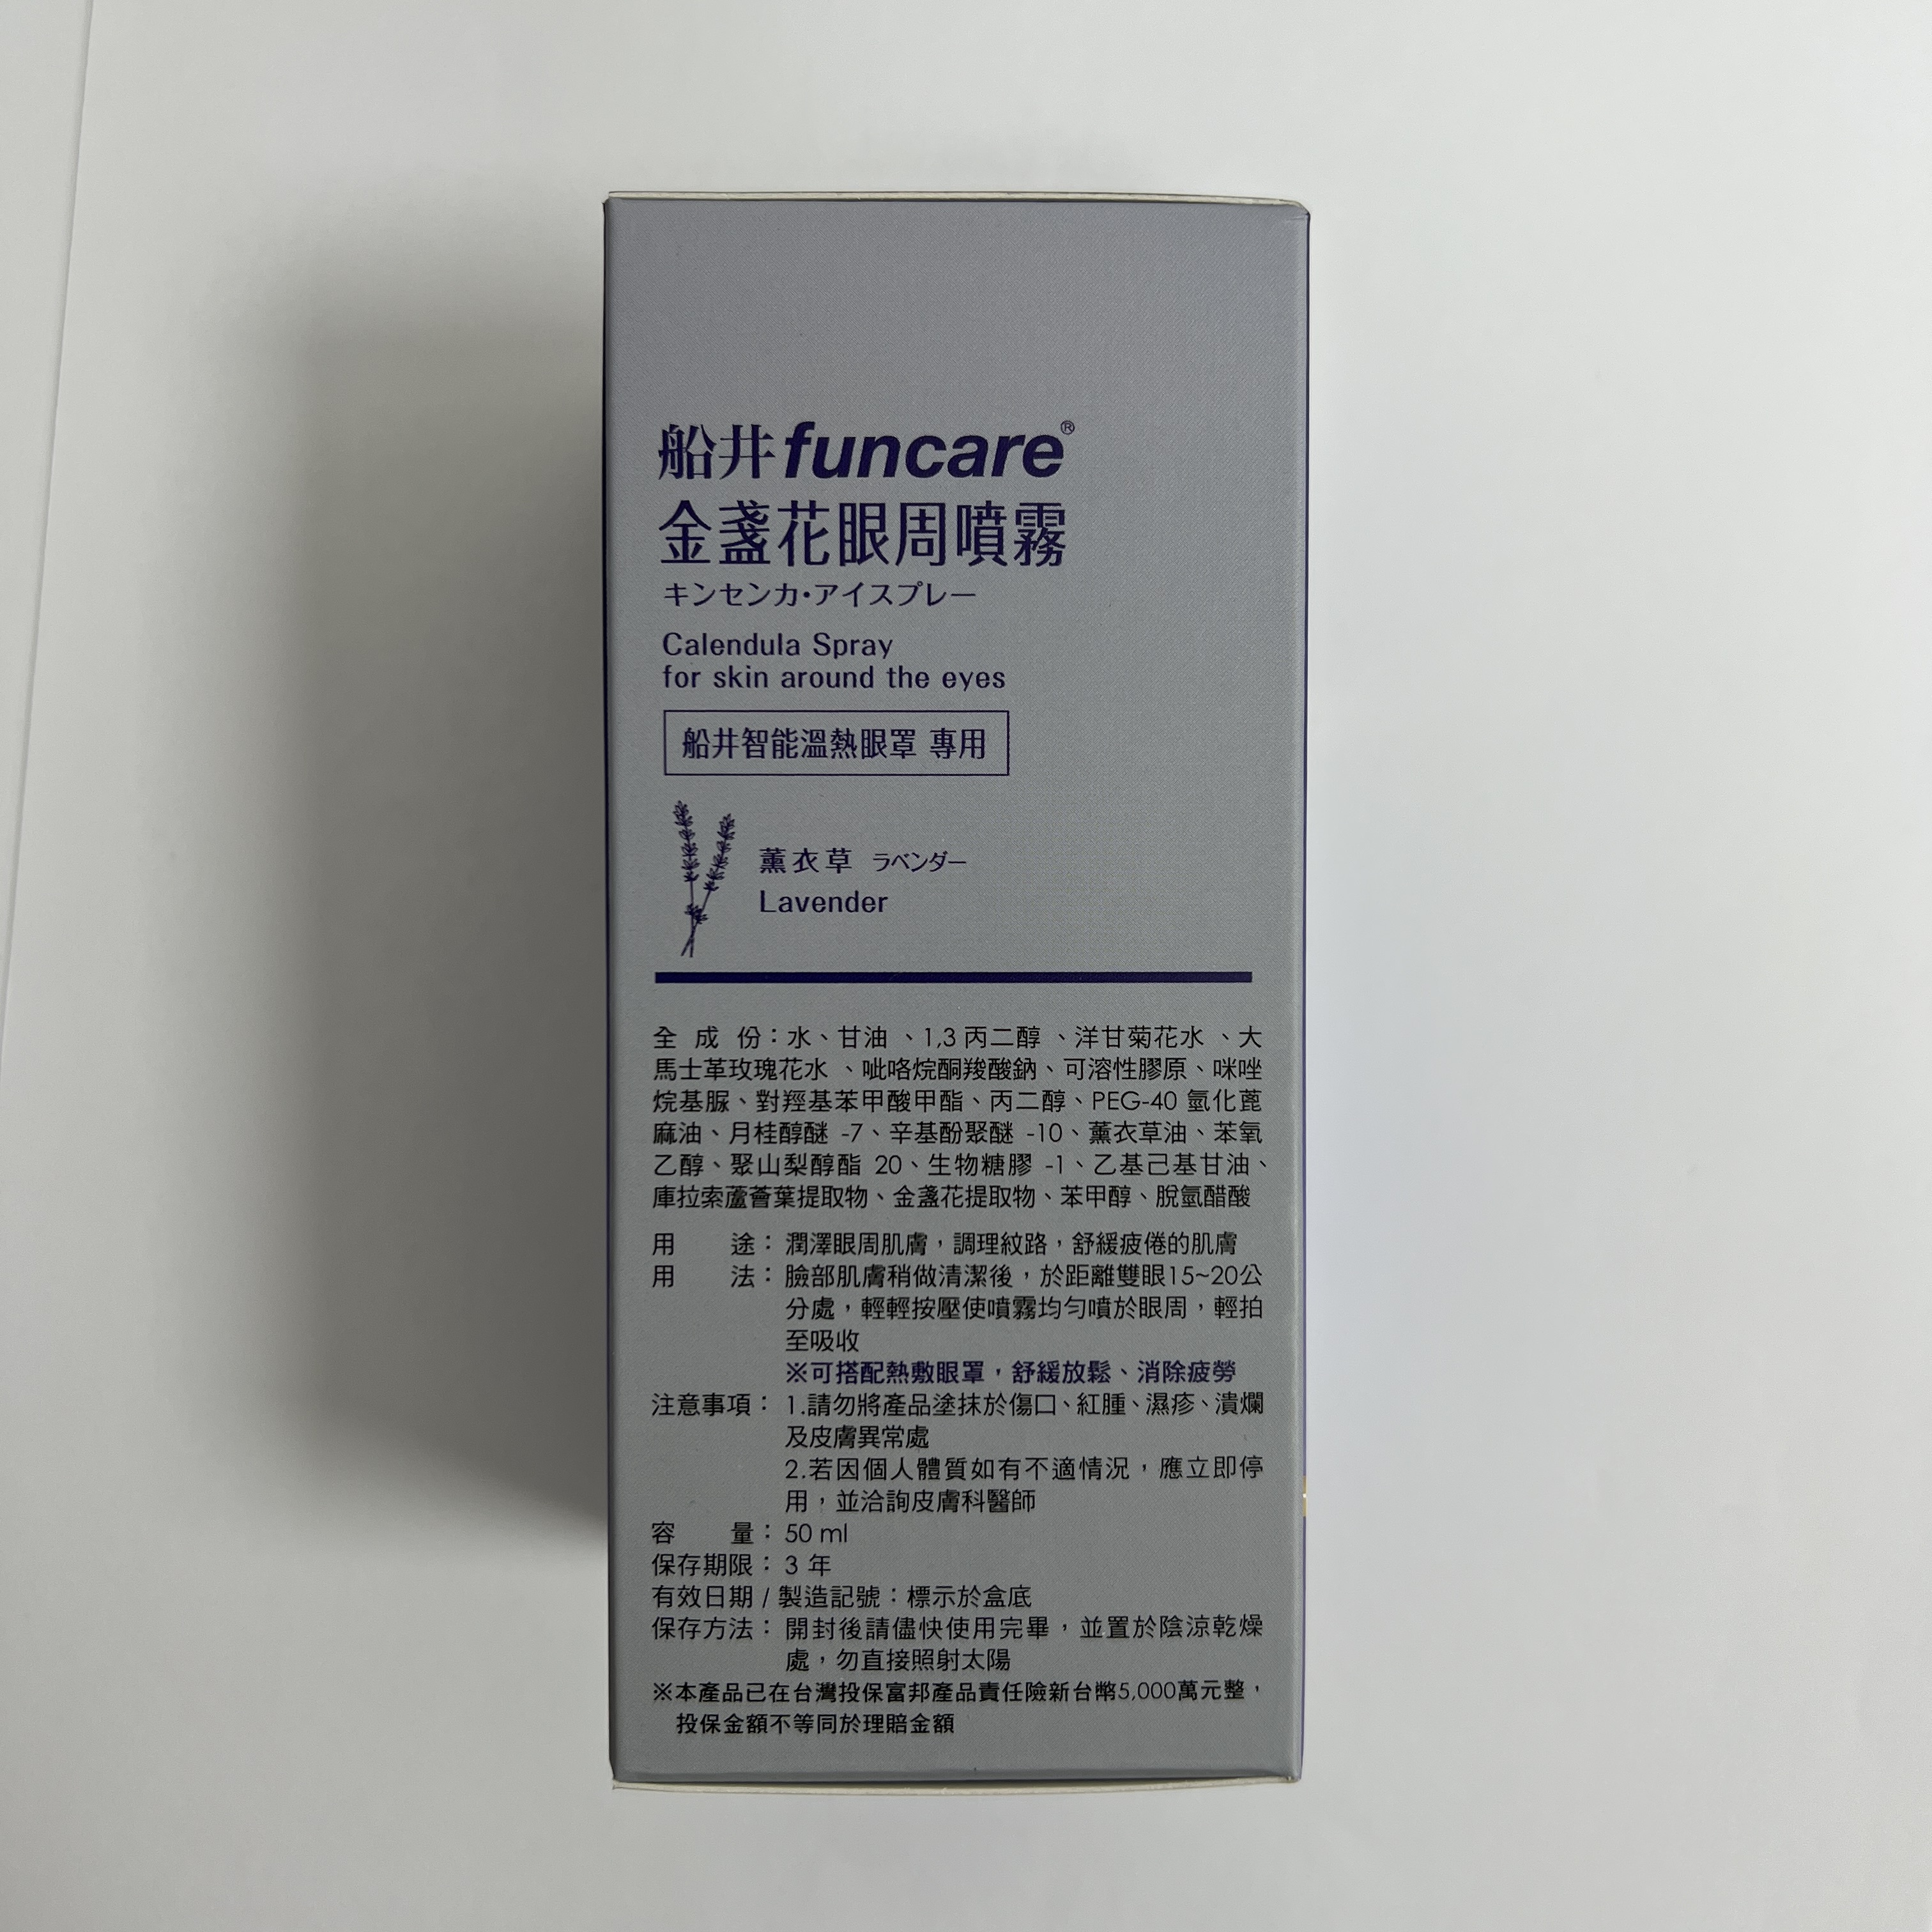 船井funcare®
金盞花眼周噴霧
キンセンカ・アイスプレー
Calendula Spray
for skin around the eyes
船井智能溫熱眼罩 專用
薰衣草 ラベンダー
Lavender
全成份：水、甘油、1,3丙二醇、洋甘菊花水、大
馬士革玫瑰花水、吡咯烷酮羧酸鈉、可溶性膠原、咪唑
烷基脲、對羥基苯甲酸甲酯、丙二醇、PEG-40 氫化蓖
麻油、月桂醇醚 -7、辛基酚聚醚 -10、薰衣草油、苯氧
乙醇、聚山梨醇酯 20、生物糖膠 -1、乙基己基甘油、
庫拉索蘆薈葉提取物、金盞花提取物、苯甲醇、脫氫醋酸
用途：潤澤眼周肌膚，調理紋路，舒緩疲倦的肌膚
用法：臉部肌膚稍做清潔後，於距離雙眼15~20公
分處，輕輕按壓使噴霧均勻噴於眼周，輕拍
至吸收
※可搭配熱敷眼罩，舒緩放鬆、消除疲勞
注意事項：1.請勿將產品塗抹於傷口、紅腫、濕疹、潰爛
及皮膚異常處
2.若因個人體質如有不適情況，應立即停
用，並洽詢皮膚科醫師
容量：50 ml
保存期限：3 年
有效日期 / 製造記號：標示於盒底
保存方法：開封後請儘快使用完畢，並置於陰涼乾燥
處，勿直接照射太陽
※本產品已在台灣投保富邦產品責任險新台幣5,000萬元整，
投保金額不等同於理賠金額